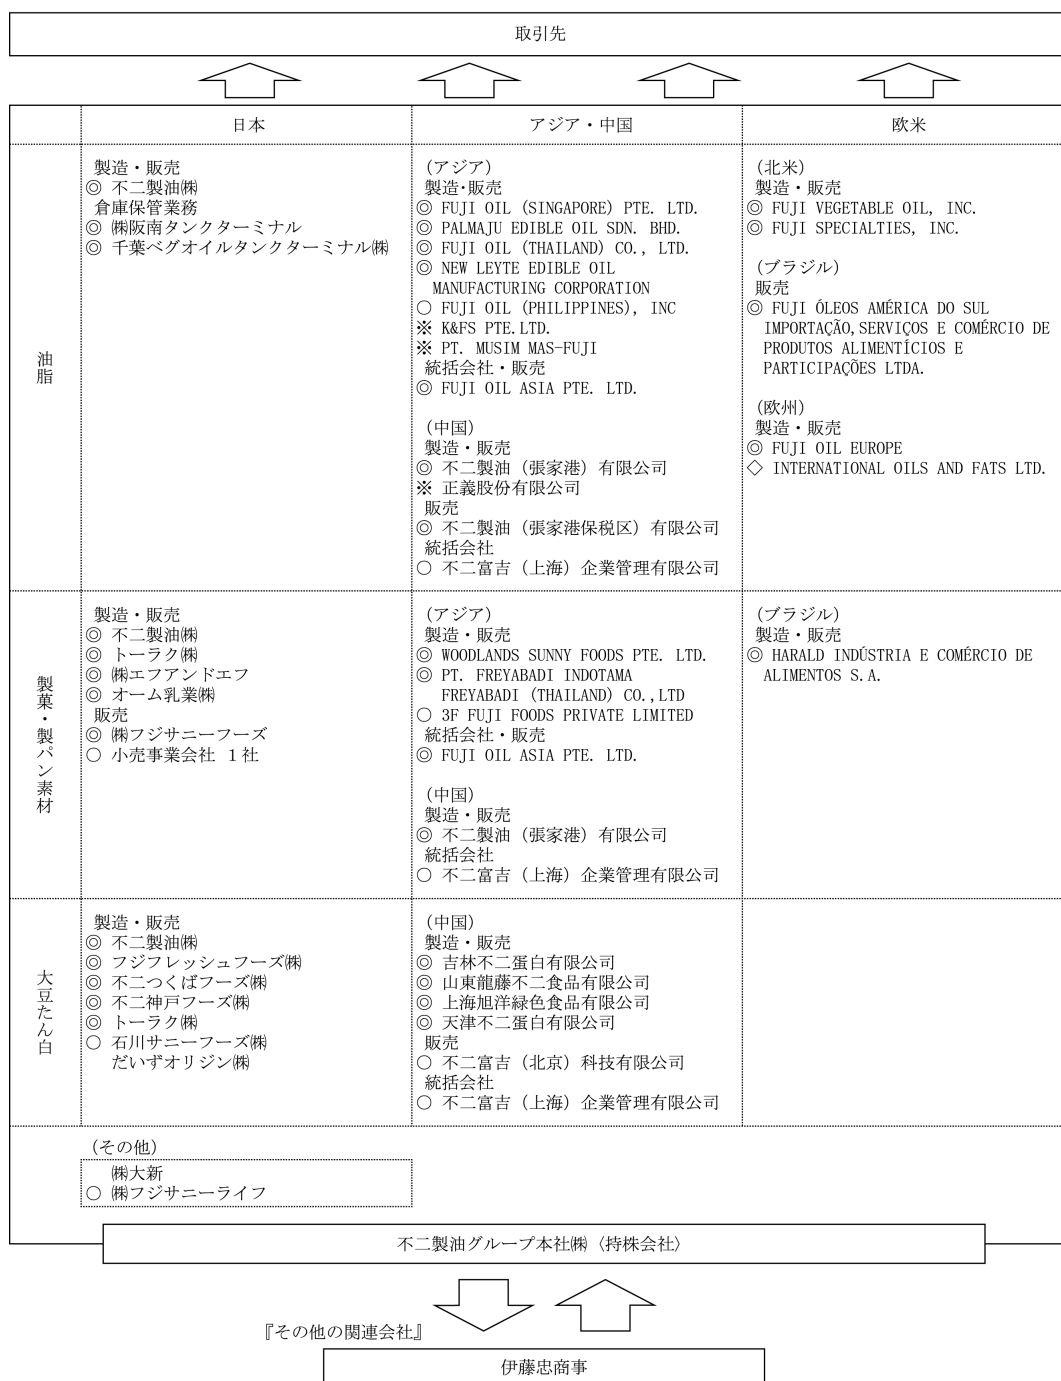 取引先
日本
アジア・中国
欧米
油脂
製造・販売
◎ 不二製油㈱
倉庫保管業務
◎ ㈱阪南タンクターミナル
◎ 千葉ベグオイルタンクターミナル㈱
(アジア)
製造・販売
◎ FUJI OIL (SINGAPORE) PTE. LTD.
◎ PALMAJU EDIBLE OIL SDN. BHD.
◎ FUJI OIL (THAILAND) CO., LTD.
◎ NEW LEYTE EDIBLE OIL
MANUFACTURING CORPORATION
○ FUJI OIL (PHILIPPINES), INC
※ K&FS PTE.LTD.
※ PT. MUSIM MAS-FUJI
統括会社・販売
◎ FUJI OIL ASIA PTE. LTD.
(中国)
製造・販売
◎ 不二製油（張家港）有限公司
※ 正義股份有限公司
販売
◎ 不二製油（張家港保税区）有限公司
統括会社
○ 不二富吉（上海）企業管理有限公司
(北米)
製造・販売
◎ FUJI VEGETABLE OIL, INC.
◎ FUJI SPECIALTIES, INC.
(ブラジル)
販売
◎ FUJI ÓLEOS AMÉRICA DO SUL
IMPORTAÇÃO,SERVIÇOS E COMÉRCIO DE
PRODUTOS ALIMENTÍCIOS E
PARTICIPAÇÕES LTDA.
(欧州)
製造・販売
◎ FUJI OIL EUROPE
◇ INTERNATIONAL OILS AND FATS LTD.
製菓・製パン素材
製造・販売
◎ 不二製油㈱
◎ トーラク㈱
◎ ㈱エフアンドエフ
◎ オーム乳業㈱
販売
◎ ㈱フジサニーフーズ
○ 小売事業会社 １社
(アジア)
製造・販売
◎ WOODLANDS SUNNY FOODS PTE. LTD.
◎ PT. FREYABADI INDOTAMA
FREYABADI (THAILAND) CO.,LTD
○ 3F FUJI FOODS PRIVATE LIMITED
統括会社・販売
◎ FUJI OIL ASIA PTE. LTD.
(中国)
製造・販売
◎ 不二製油（張家港）有限公司
統括会社
○ 不二富吉（上海）企業管理有限公司
(ブラジル)
製造・販売
◎ HARALD INDÚSTRIA E COMÉRCIO DE
ALIMENTOS S.A.
大豆たん白
製造・販売
◎ 不二製油㈱
◎ フジフレッシュフーズ㈱
◎ 不二つくばフーズ㈱
◎ 不二神戸フーズ㈱
◎ トーラク㈱
○ 石川サニーフーズ㈱
だいずオリジン㈱
(中国)
製造・販売
◎ 吉林不二蛋白有限公司
◎ 山東龍藤不二食品有限公司
◎ 上海旭洋緑色食品有限公司
◎ 天津不二蛋白有限公司
販売
○ 不二富吉（北京）科技有限公司
統括会社
○ 不二富吉（上海）企業管理有限公司
(その他)
㈱大新
○ ㈱フジサニーライフ
不二製油グループ本社㈱〈持株会社〉
『その他の関連会社』
伊藤忠商事